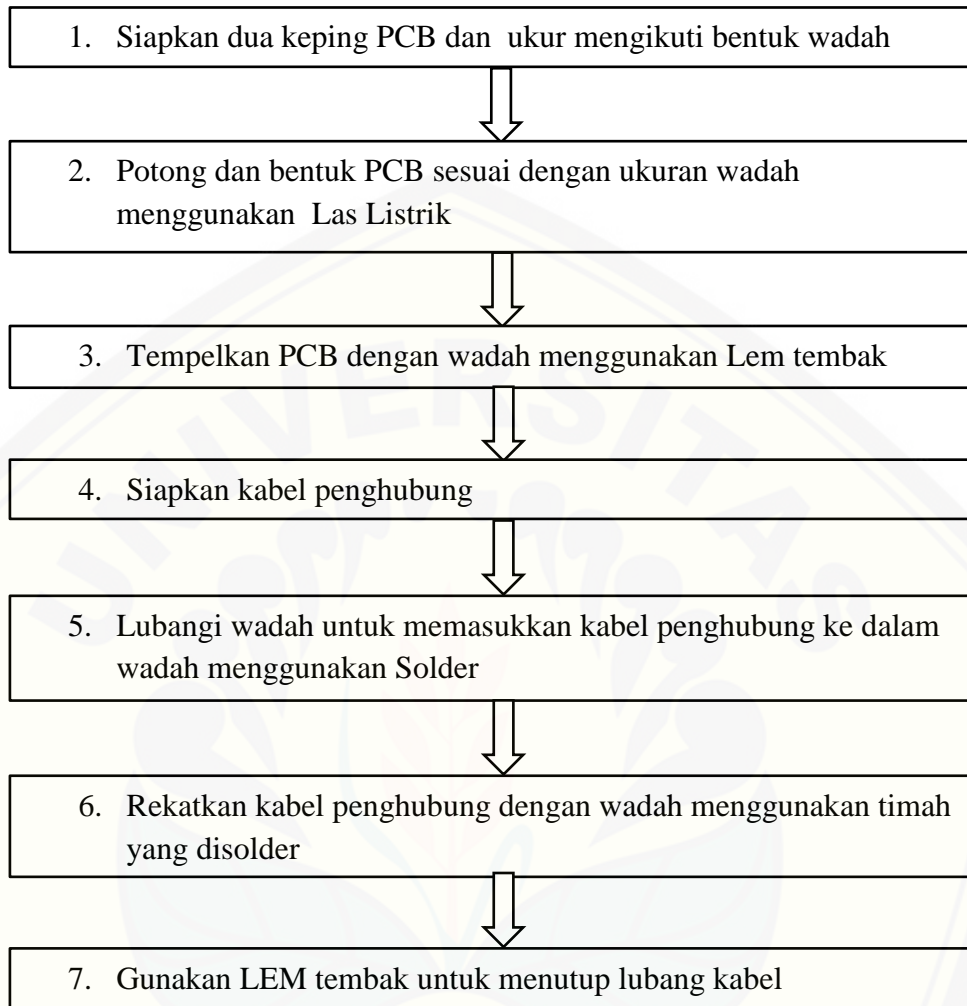 1. Siapkan dua keping PCB dan ukur mengikuti bentuk wadah
2. Potong dan bentuk PCB sesuai dengan ukuran wadah
menggunakan Las Listrik
3. Tempelkan PCB dengan wadah menggunakan Lem tembak
UNIVERSITAS
4. Siapkan kabel penghubung
5. Lubangi wadah untuk memasukkan kabel penghubung ke dalam
wadah menggunakan Solder
6. Rekatkan kabel penghubung dengan wadah menggunakan timah
yang disolder
7. Gunakan LEM tembak untuk menutup lubang kabel